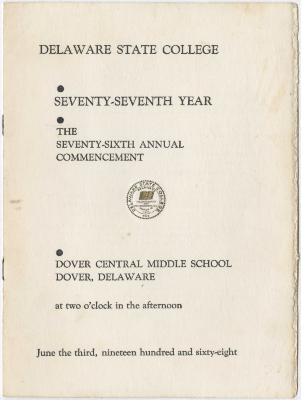 DELAWARE STATE COLLEGE
SEVENTY-SEVENTH YEAR
THE
SEVENTY-SIXTH ANNUAL
COMMENCEMENT
DOVER CENTRAL MIDDLE SCHOOL
DOVER, DELAWARE
at two o'clock in the afternoon
June the third, nineteen hundred and sixty-eight